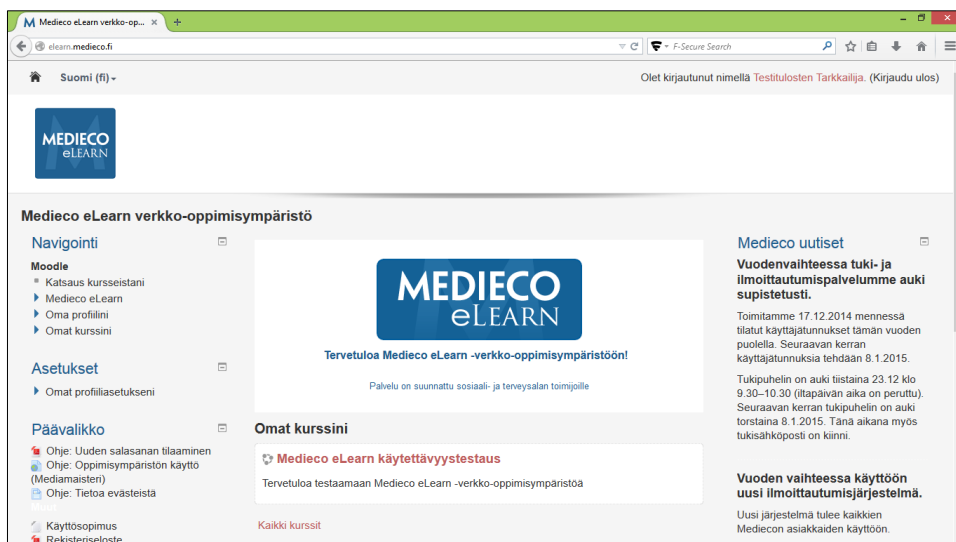 Medieco eLearn verkko-op...
elearn.medieco.fi
F-Secure Search
Suomi (fi)
Olet kirjautunut nimellä Testitulosten Tarkkailija. (Kirjaudu ulos)
MEDIECO
eLEARN
Medieco eLearn verkko-oppimisympäristö
Navigointi
Moodle
Katsaus kursseistani
Medieco eLearn
Oma profiilini
Omat kurssini
Asetukset
Omat profiiliasetukseni
Päävalikko
Ohje: Uuden salasanan tilaaminen
Ohje: Oppimisympäristön käyttö
(Mediamaisteri)
Ohje: Tietoa evästeistä
Muut
Käyttösopimus
Rekisteriseloste
MEDIECO
eLEARN
Tervetuloa Medieco eLearn -verkko-oppimisympäristöön!
Palvelu on suunnattu sosiaali- ja terveysalan toimijoille
Omat kurssini
Medieco eLearn käytettävyystestaus
Tervetuloa testaamaan Medieco eLearn -verkko-oppimisympäristöä
Kaikki kurssit
Medieco uutiset
Vuodenvaihteessa tuki- ja
ilmoittautumispalvelumme auki
supistetusti.
Toimitamme 17.12.2014 mennessä
tilatut käyttäjätunnukset tämän vuoden
puolella. Seuraavan kerran
käyttäjätunnuksia tehdään 8.1.2015.
Tukipuhelin on auki tiistaina 23.12 klo
9.30–10.30 (iltapäivän aika on peruttu).
Seuraavan kerran tukipuhelin on auki
torstaina 8.1.2015. Tänä aikana myös
tukisähköposti on kiinni.
Vuoden vaihteessa käyttöön
uusi ilmoittautumisjärjestelmä.
Uusi järjestelmä tulee kaikkien
Mediecon asiakkaiden käyttöön.